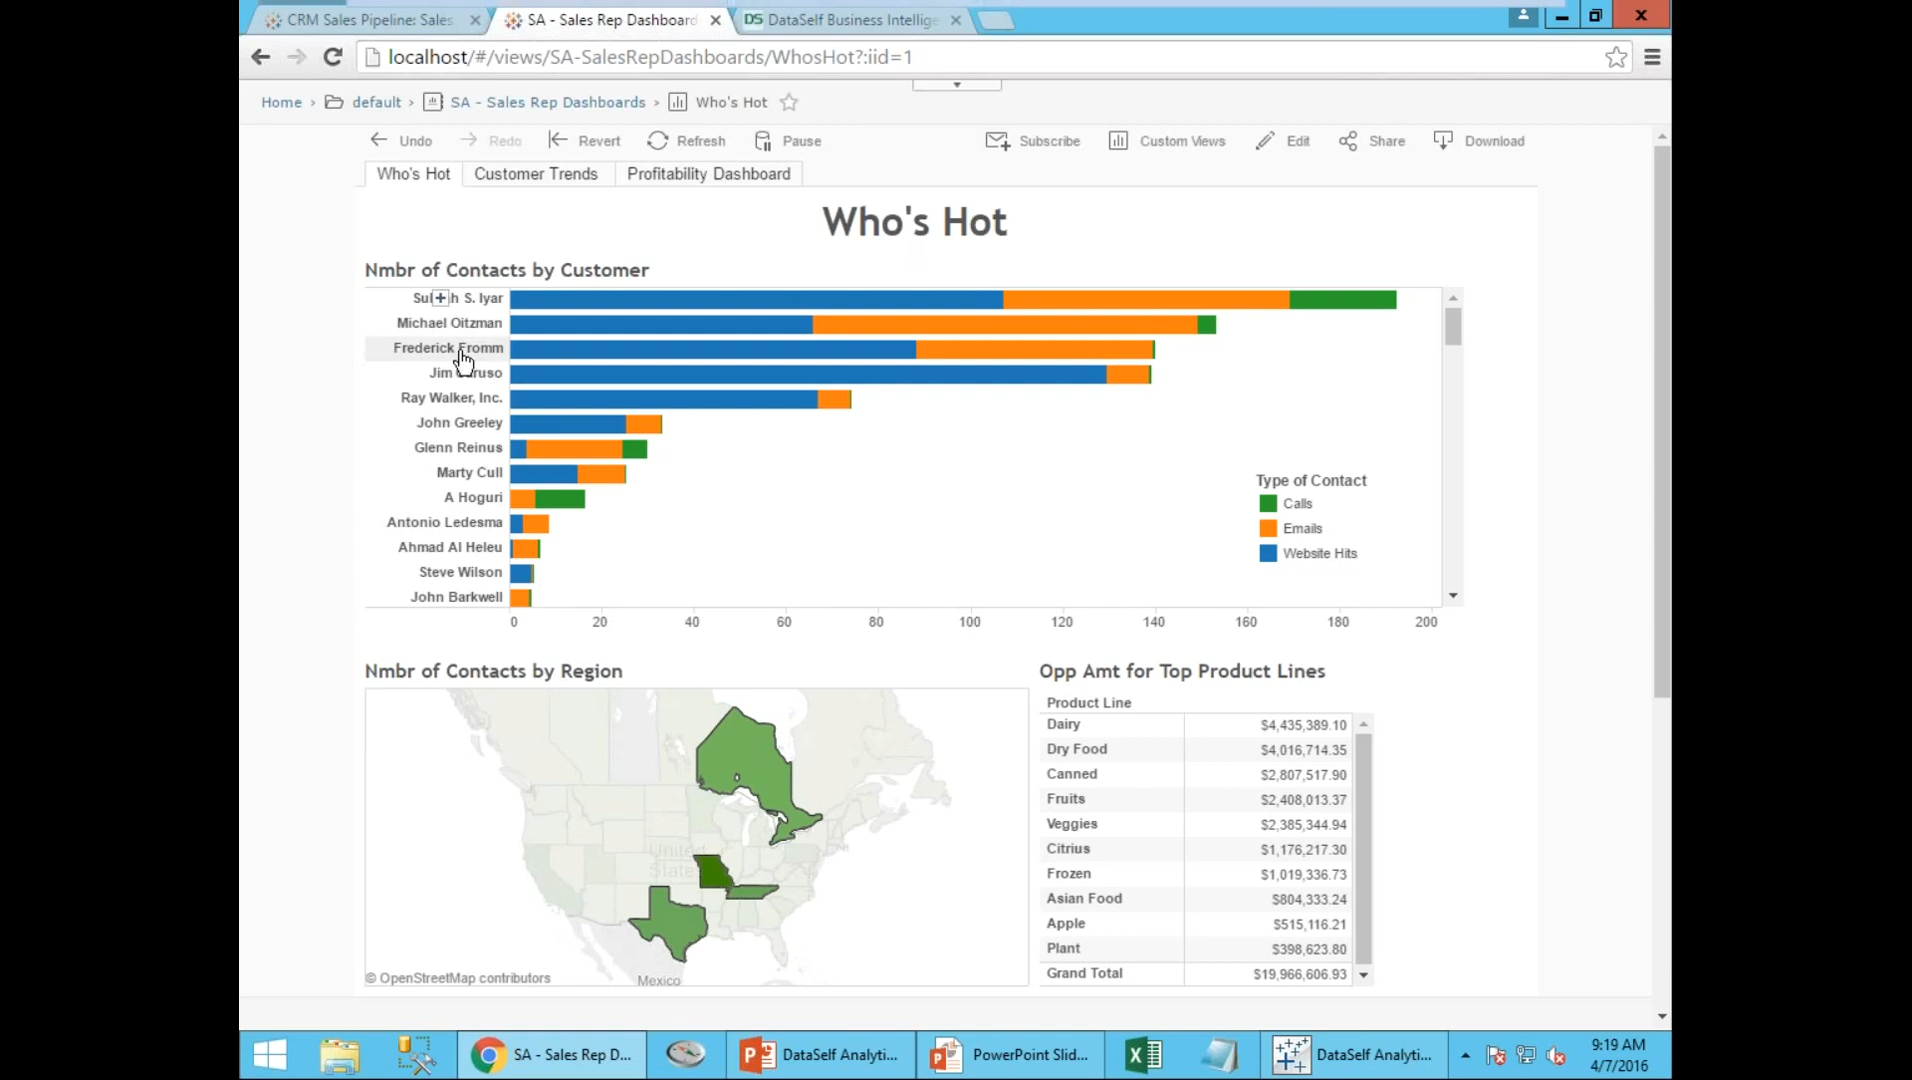 CRM Sales Pipeline: Sales
SA - Sales Rep Dashboard
DS DataSelf Business Intellige
localhost/#/views/SA-SalesRepDashboards/WhosHot?:iid=1
Home › default › SA - Sales Rep Dashboards › Who's Hot
Undo Redo Revert Refresh Pause Subscribe Custom Views Edit Share Download
Who's Hot Customer Trends Profitability Dashboard
Who's Hot
Nmbr of Contacts by Customer
S. Iyar
Michael Oitzman
Frederick Fromm
Jim
Ray Walker, Inc.
John Greeley
Glenn Reinus
Marty Cull
A Hoguri
Antonio Ledesma
Ahmad Al Heleu
Steve Wilson
John Barkwell
0 20 40 60 80 100 120 140 160 180 200
Type of Contact
Calls
Emails
Website Hits
Nmbr of Contacts by Region
United
States
Mexico
© OpenStreetMap contributors
Opp Amt for Top Product Lines
Product Line
Dairy $4,435,389.10
Dry Food $4,016,714.35
Canned $2,807,517.90
Fruits $2,408,013.37
Veggies $2,385,344.94
Citrius $1,176,217.30
Frozen $1,019,336.73
Asian Food $804,333.24
Apple $515,116.21
Plant $398,623.80
Grand Total $19,966,606.93
SA - Sales Rep D...
DataSelf Analyti...
PowerPoint Slid...
DataSelf Analyti...
9:19 AM
4/7/2016